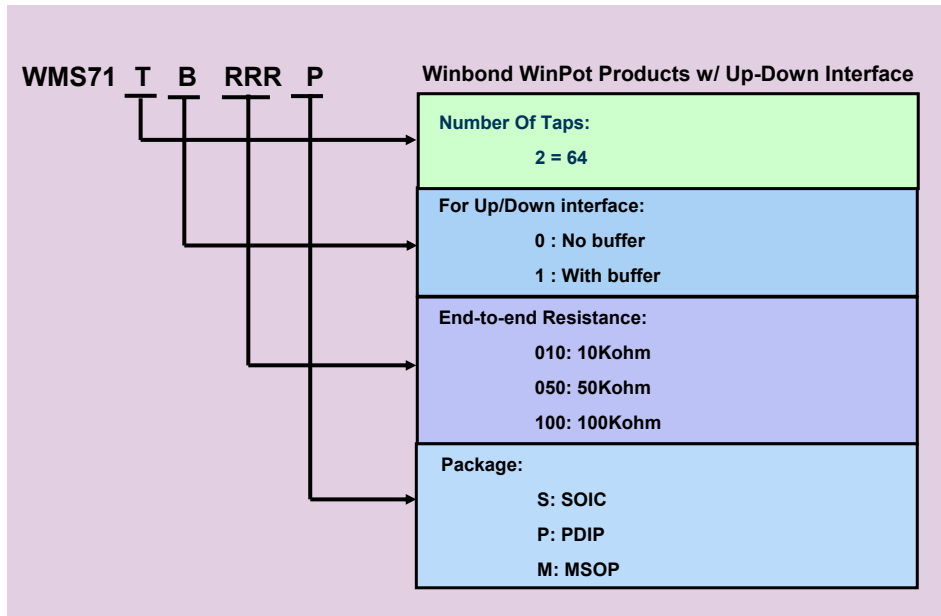 WMS71 T B RRR P
Winbond WinPot Products w/ Up-Down Interface
Number Of Taps:
2 = 64
For Up/Down interface:
0 : No buffer
1 : With buffer
End-to-end Resistance:
010: 10Kohm
050: 50Kohm
100: 100Kohm
Package:
S: SOIC
P: PDIP
M: MSOP